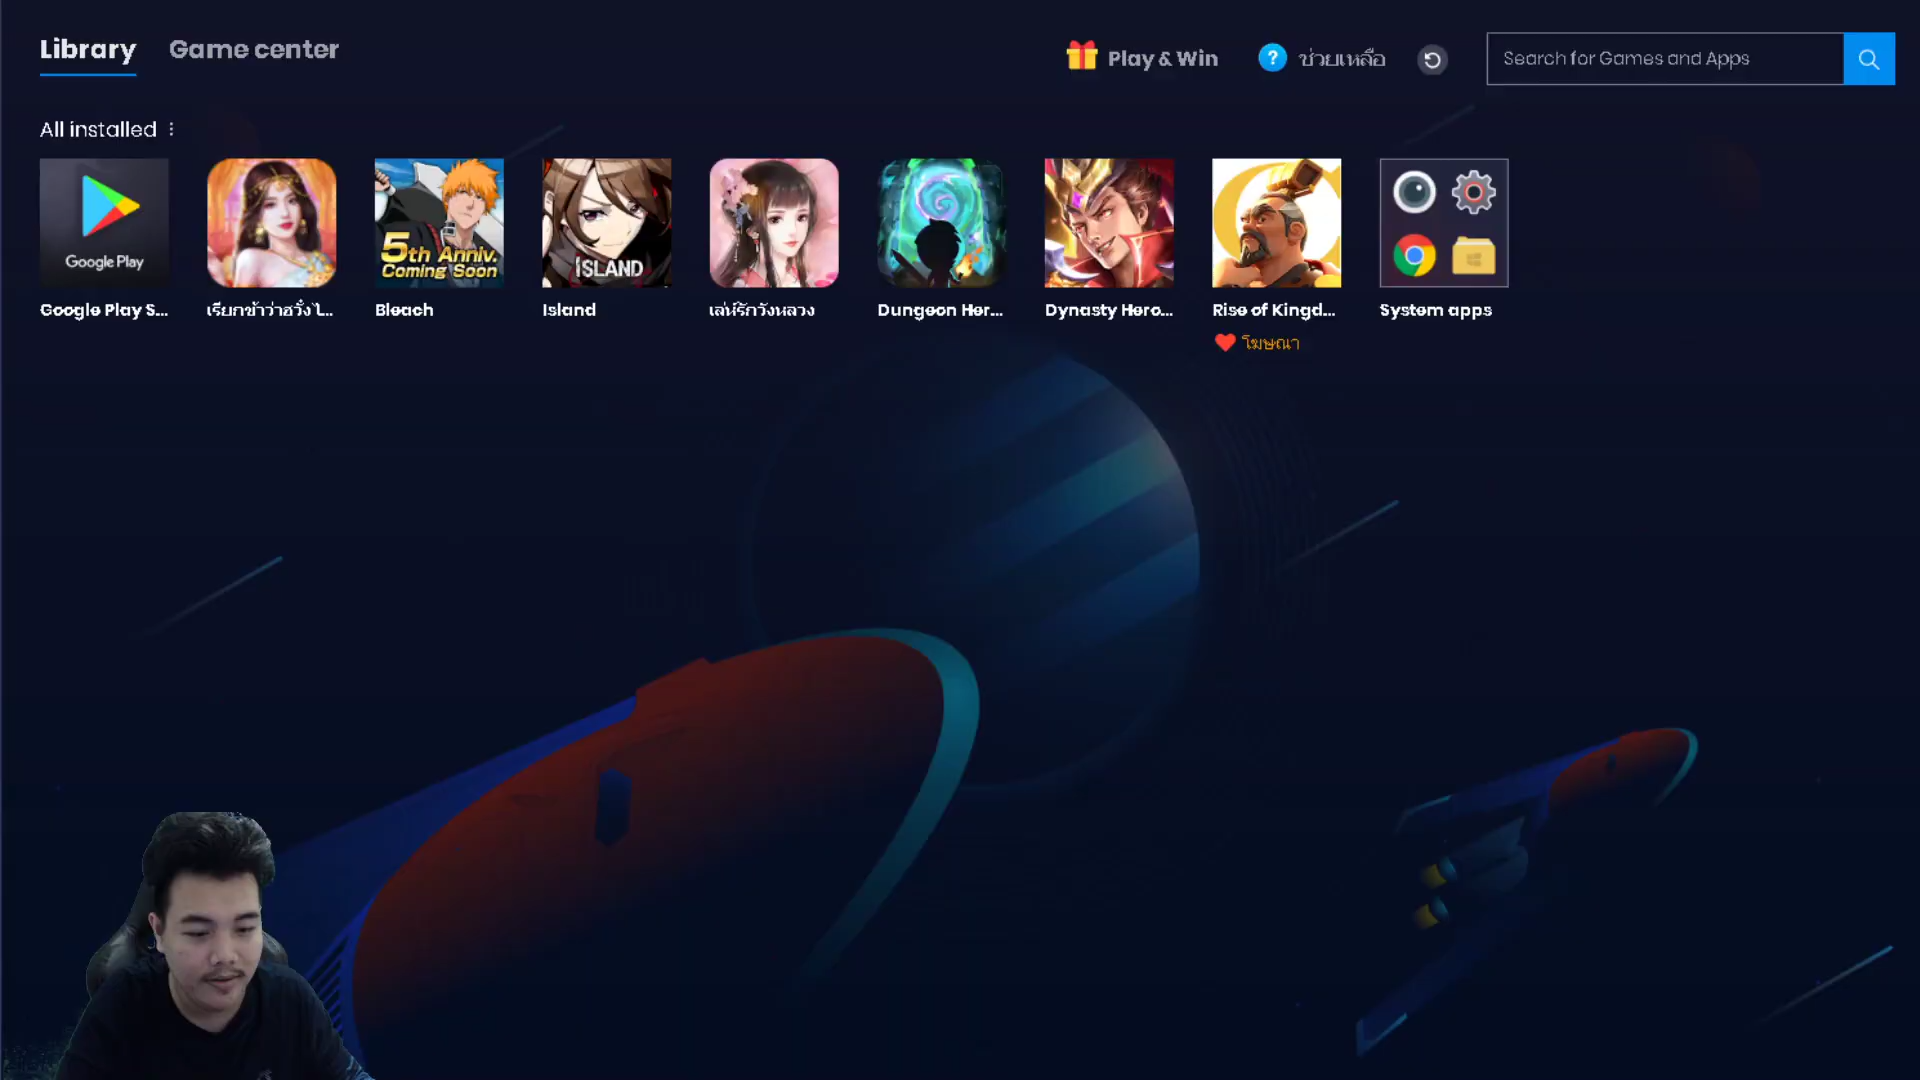 Library
Game center
Play & Win
? ช่วยเหลือ
Search for Games and Apps
All installed
Google Play
5th Anniv.
Coming Soon
ISLAND
Google Play S...
เรียกข้าว่าฮวั่งไ...
Bleach
Island
เล่ห์รักวังหลวง
Dungeon Her...
Dynasty Hero...
Rise of Kingd...
System apps
โฆษณา